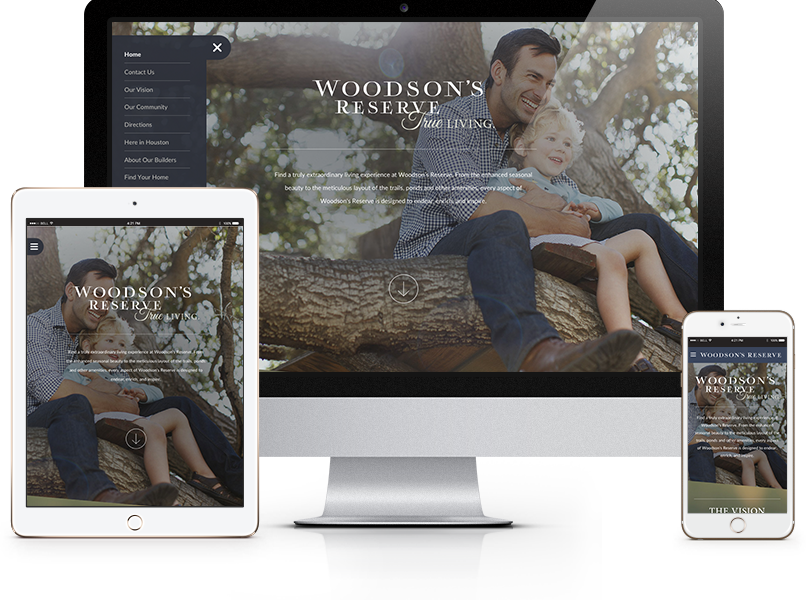 Home
Contact Us
Our Vision
Our Community
Directions
Here in Houston
About Our Builders
Find Your Home
WOODSON'S
RESERVE
True LIVING.
Find a truly extraordinary living experience at Woodson's Reserve. From the enhanced seasonal
beauty to the meticulous layout of the trails, ponds and other amenities, every aspect of
Woodson's Reserve is designed to endear, enrich, and inspire.
BELL
4:21 PM
100%
WOODSON'S
RESERVE
True LIVING.
Find a truly extraordinary living experience at Woodson's Reserve. From
the enhanced seasonal beauty to the meticulous layout of the trails, ponds
and other amenities, every aspect of Woodson's Reserve is designed to
endear, enrich, and inspire.
BELL
4:21 PM
100%
WOODSON'S RESERVE
WOODSON'S
RESERVE
True LIVING.
Find a truly extraordinary living experience at
Woodson's Reserve. From the enhanced
seasonal beauty to the meticulous layout of the
trails, ponds and other amenities, every aspect
of Woodson's Reserve is designed to endear,
enrich, and inspire.
THE VISION